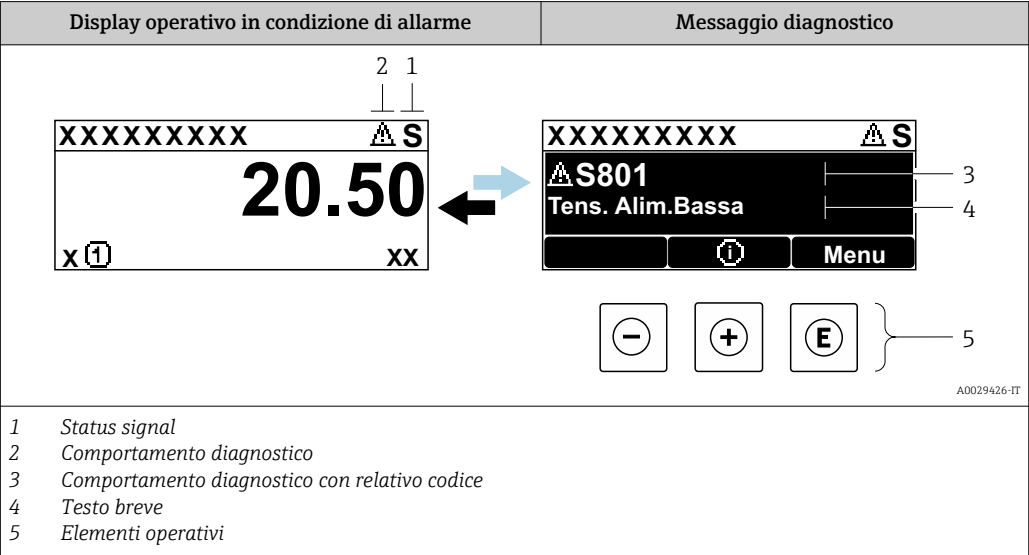 Display operativo in condizione di allarme
Messaggio diagnostico
2 1
XXXXXXXXX ⚠ S
20.50
x 1 xx
XXXXXXXXX ⚠ S
⚠ S801
Tens. Alim.Bassa
i Menu
3
4
− + E
5
A0029426-IT
1 Status signal
2 Comportamento diagnostico
3 Comportamento diagnostico con relativo codice
4 Testo breve
5 Elementi operativi